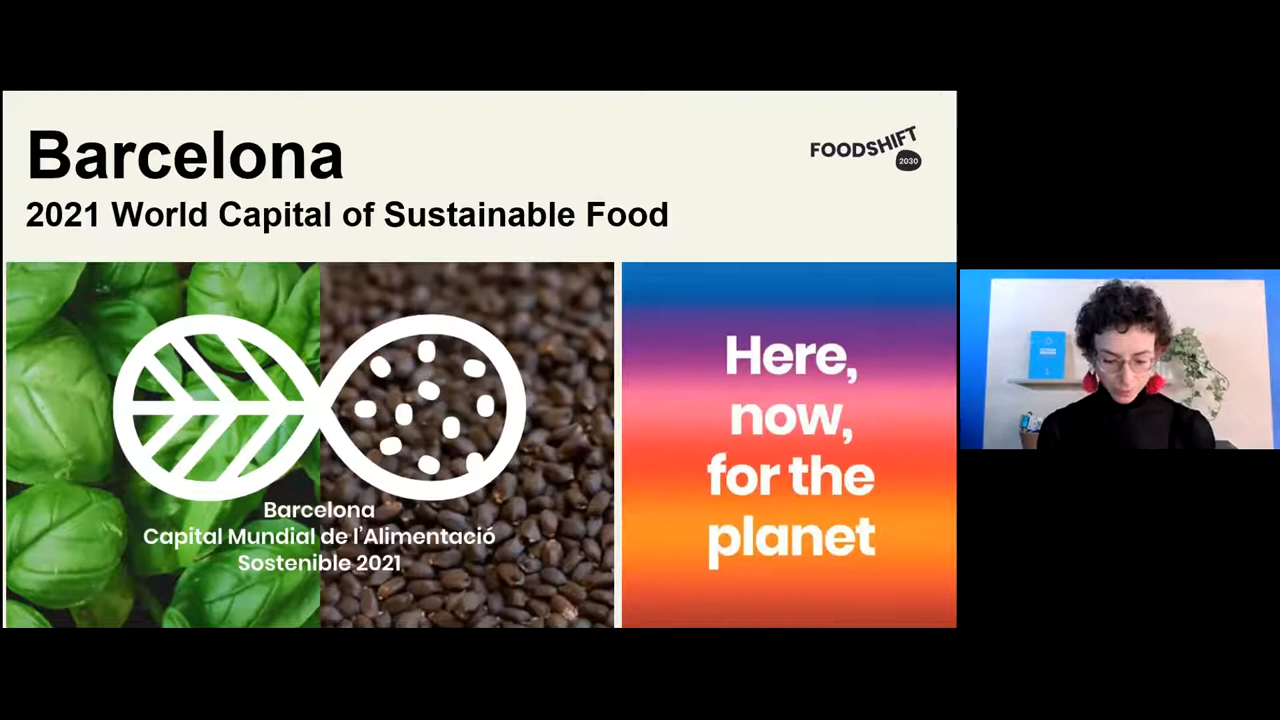 Barcelona
2021 World Capital of Sustainable Food
FOODSHIFT
2030
Barcelona
Capital Mundial de l'Alimentació
Sostenible 2021
Here,
now,
for the
planet